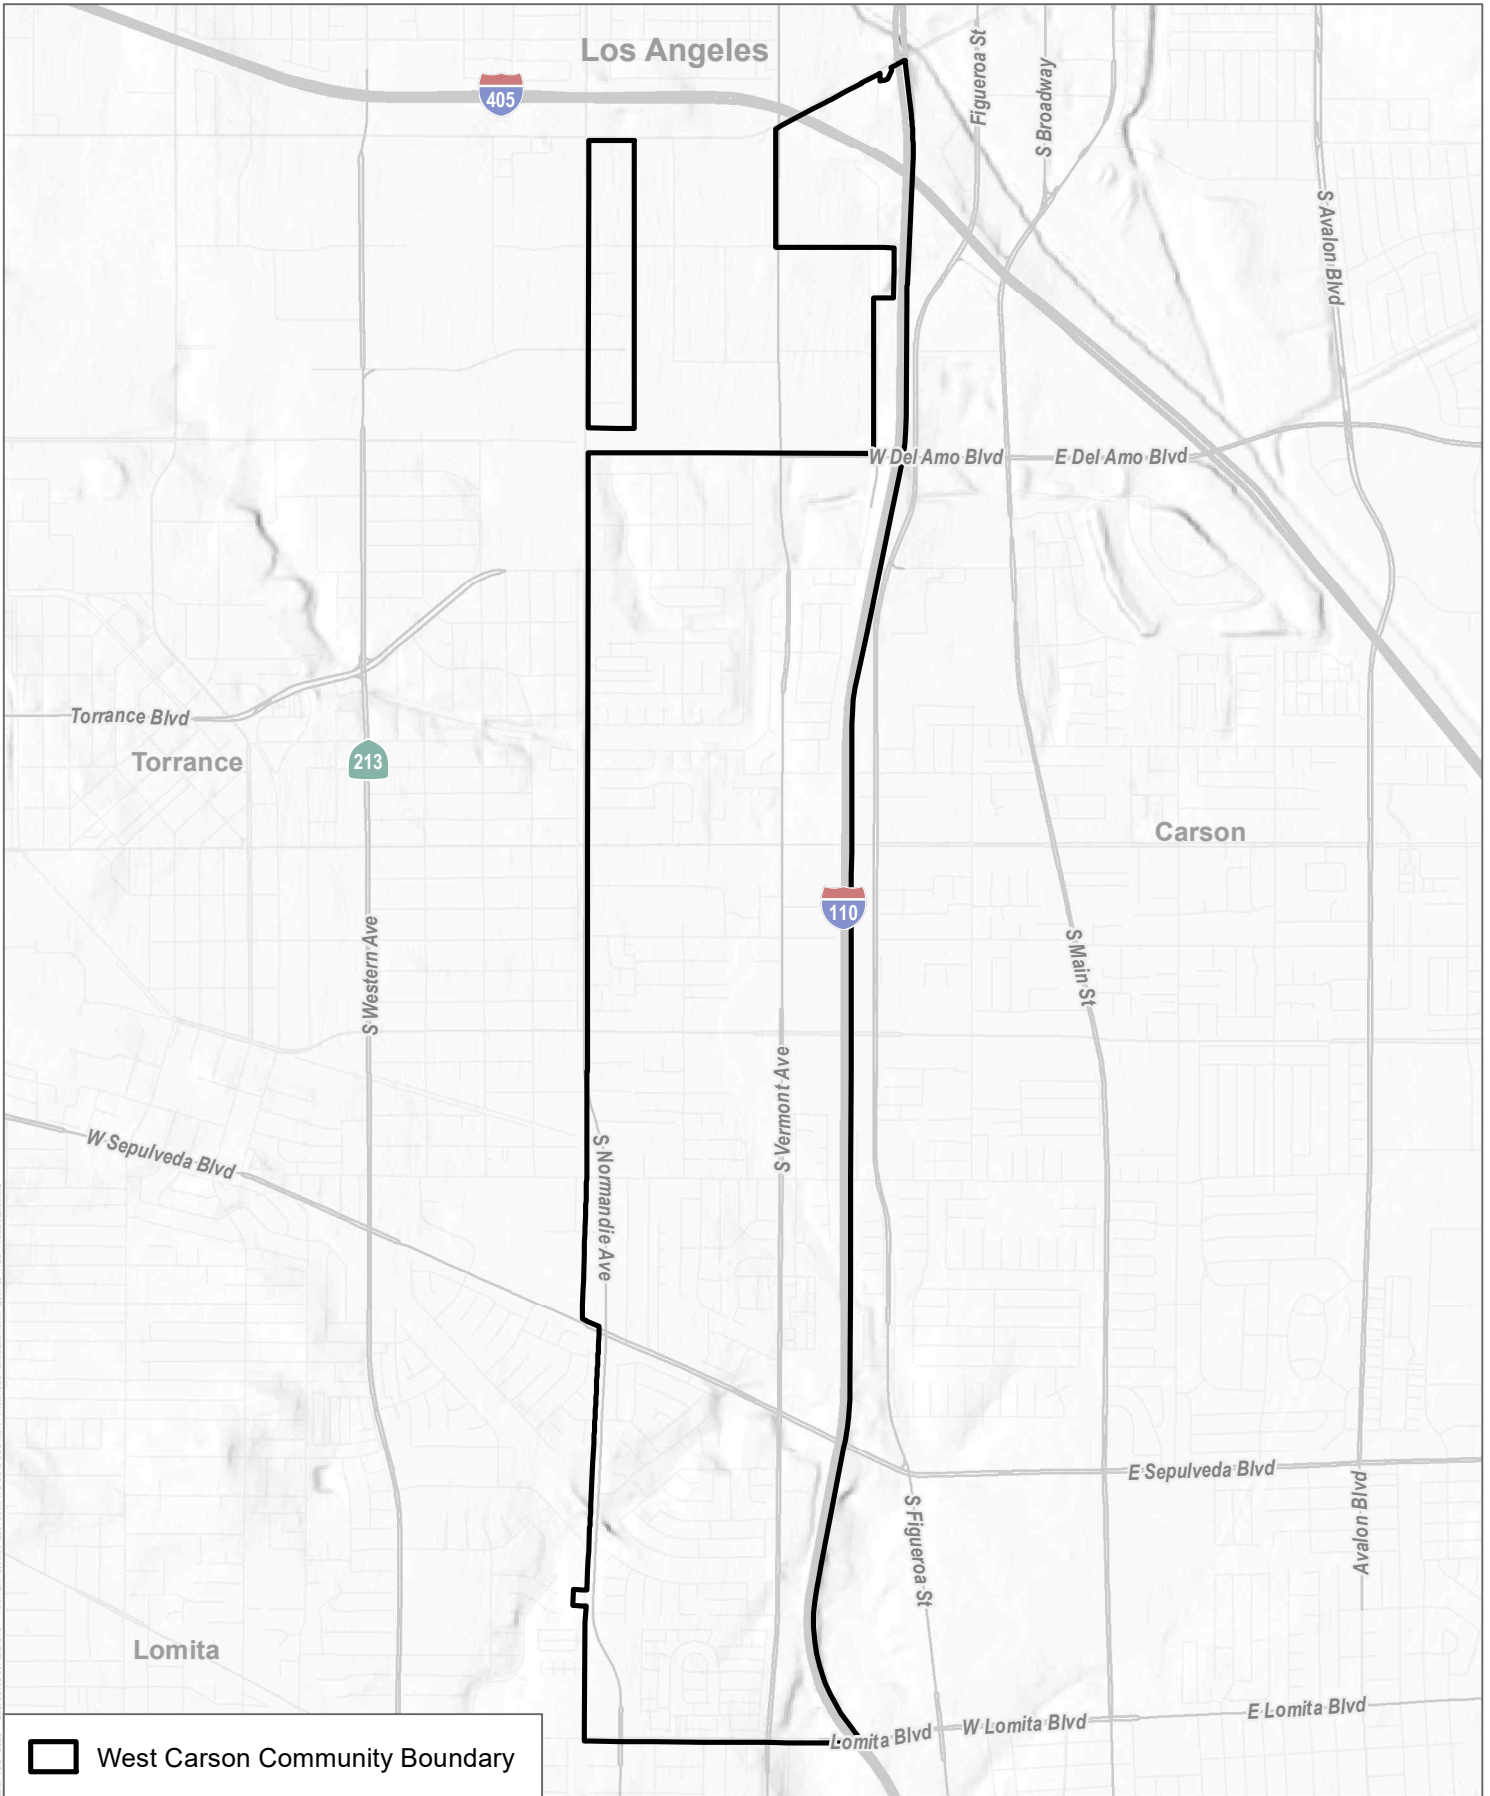 Los Angeles
405
Figueroa St
S Broadway
S Avalon Blvd
W Del Amo Blvd
E Del Amo Blvd
Torrance Blvd
Torrance
213
Carson
110
S Western Ave
S Main St
S Vermont Ave
W Sepulveda Blvd
S Normandie Ave
E Sepulveda Blvd
S Figueroa St
Avalon Blvd
Lomita
Lomita Blvd
W Lomita Blvd
E Lomita Blvd
West Carson Community Boundary